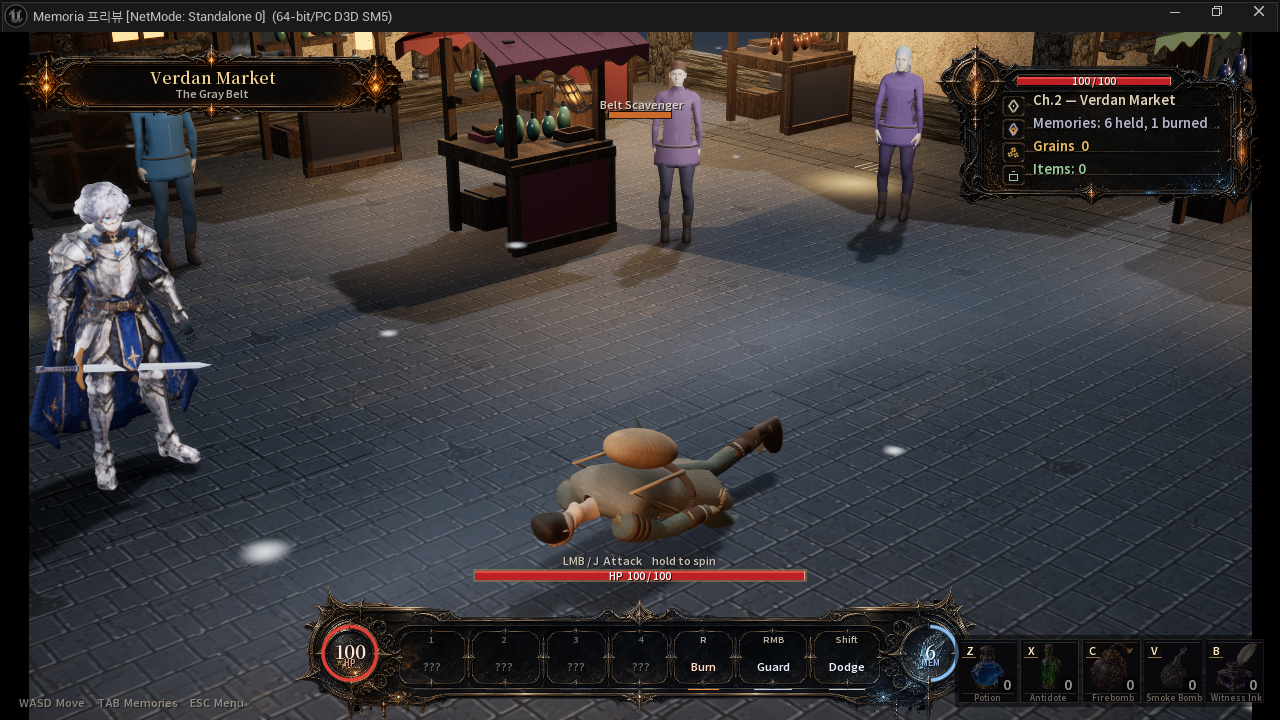 Memoria 프리뷰 [NetMode: Standalone 0]  (64-bit/PC D3D SM5)
Verdan Market
The Gray Belt
100 / 100
Ch.2 — Verdan Market
Memories: 6 held, 1 burned
Grains  0
Items: 0
Belt Scavenger
LMB / J  Attack   hold to spin
HP  100 / 100
100
HP
1
???
2
???
3
???
4
???
R
Burn
RMB
Guard
Shift
Dodge
6
MEM
Z
0
Potion
X
0
Antidote
C
0
Firebomb
V
0
Smoke Bomb
B
0
Witness Ink
WASD Move   TAB Memories   ESC Menu